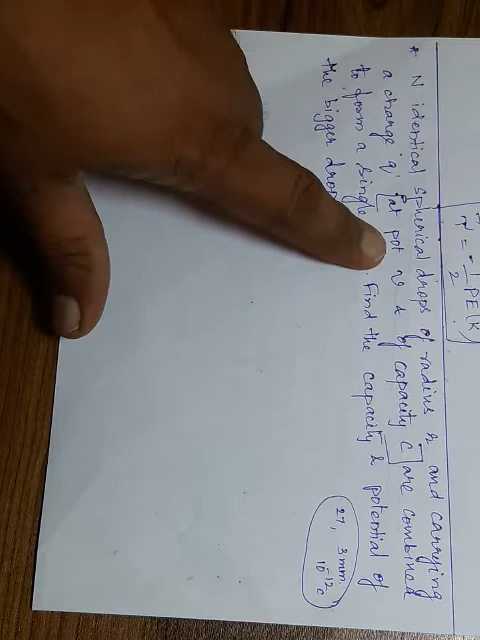 τ = 1/2 PE(k)
* N identical spherical drops of radius r and carrying
a charge 'q' [at pot v & of capacity c] are combined
to form a single . Find the capacity & potential of
the bigger drop
27, 3mm.
10⁻¹²c